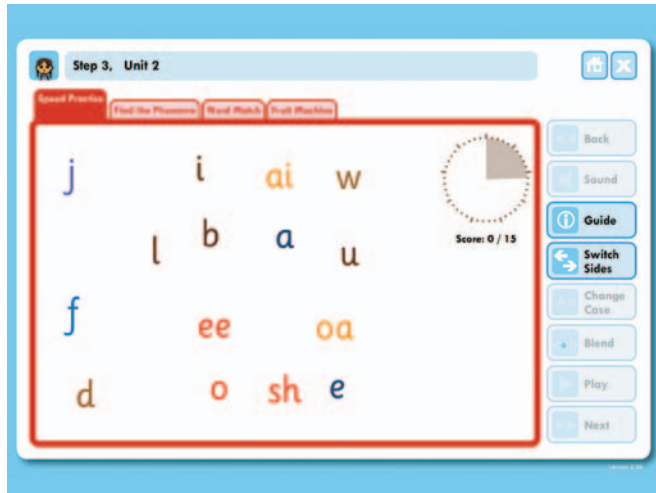 Step 3, Unit 2
Speed Practice
Find the Phoneme
Word Match
Fruit Machine
j
i
ai
w
l
b
a
u
f
ee
oa
d
o
sh
e
Score: 0 / 15
Back
Sound
Guide
Switch
Sides
Change
Case
Blend
Play
Next